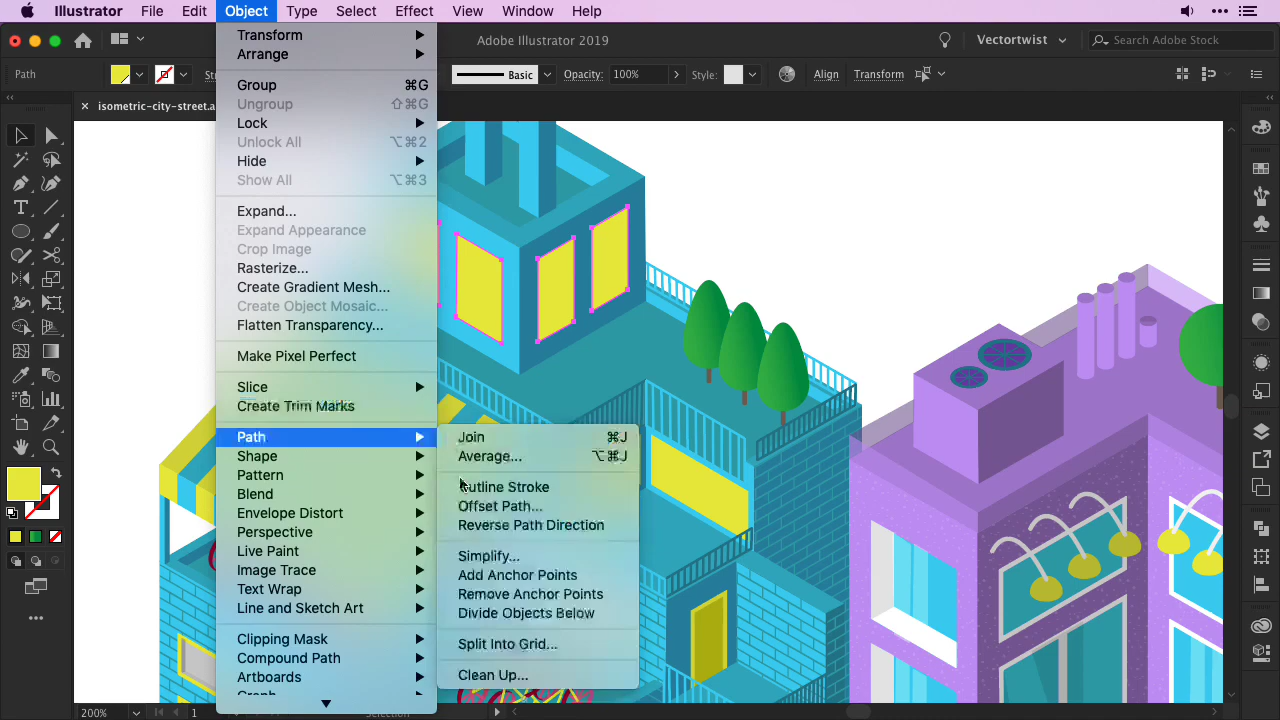 Illustrator File Edit Object Type Select Effect View Window Help
Adobe Illustrator 2019
Vectortwist
Search Adobe Stock
Path
Basic
Opacity:
100%
Style:
Align
Transform
isometric-city-street.a
Transform
Arrange
Group ⌘G
Ungroup ⇧⌘G
Lock
Unlock All ⌥⌘2
Hide
Show All ⌥⌘3
Expand...
Expand Appearance
Crop Image
Rasterize...
Create Gradient Mesh...
Create Object Mosaic...
Flatten Transparency...
Make Pixel Perfect
Slice
Create Trim Marks
Path
Shape
Pattern
Blend
Envelope Distort
Perspective
Live Paint
Image Trace
Text Wrap
Line and Sketch Art
Clipping Mask
Compound Path
Artboards
Graph
Join ⌘J
Average... ⌥⌘J
Outline Stroke
Offset Path...
Reverse Path Direction
Simplify...
Add Anchor Points
Remove Anchor Points
Divide Objects Below
Split Into Grid...
Clean Up...
200%
1
Selection